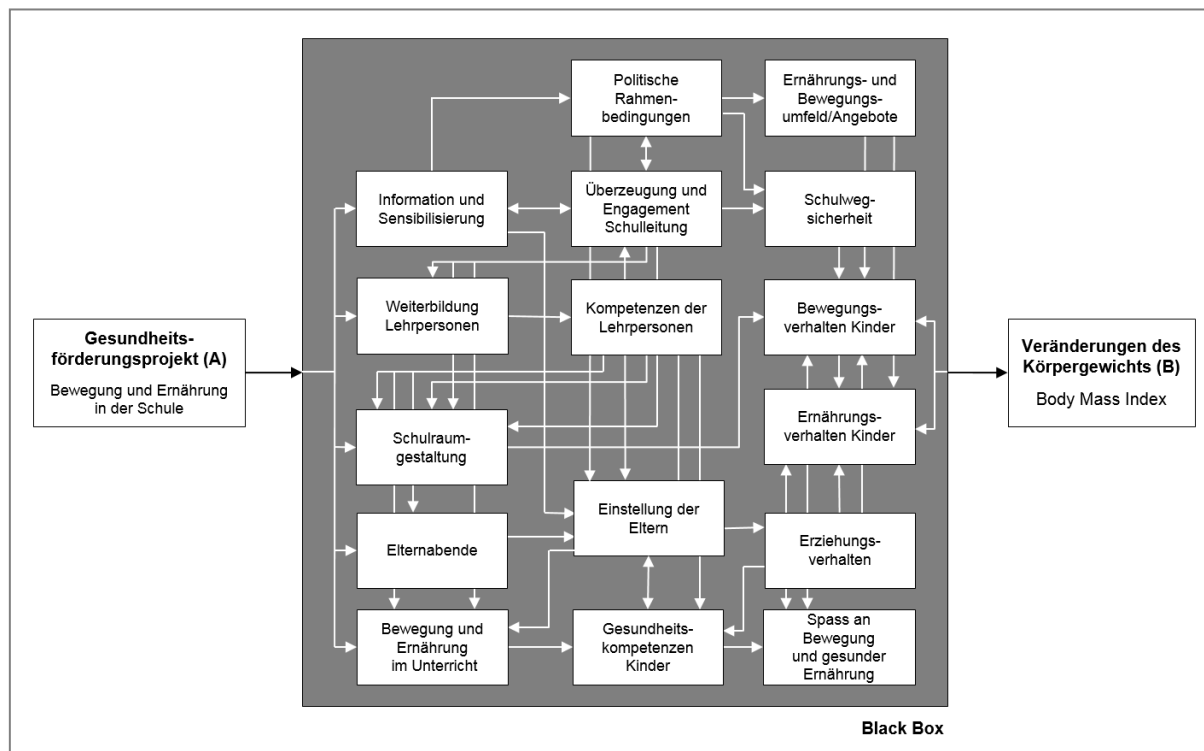 Gesundheits-
förderungsprojekt (A)
Bewegung und Ernährung
in der Schule
Information und
Sensibilisierung
Weiterbildung
Lehrpersonen
Schulraum-
gestaltung
Elternabende
Bewegung und
Ernährung
im Unterricht
Politische
Rahmen-
bedingungen
Überzeugung und
Engagement
Schulleitung
Kompetenzen der
Lehrpersonen
Einstellung der
Eltern
Gesundheits-
kompetenzen
Kinder
Ernährungs- und
Bewegungs-
umfeld/Angebote
Schulweg-
sicherheit
Bewegungs-
verhalten Kinder
Ernährungs-
verhalten Kinder
Erziehungs-
verhalten
Spass an
Bewegung
und gesunder
Ernährung
Veränderungen des
Körpergewichts (B)
Body Mass Index
Black Box